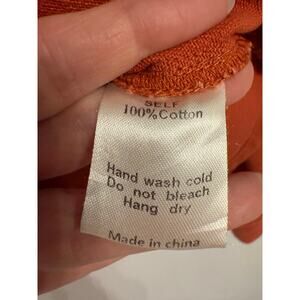 SELF
100%Cotton
Hand wash cold
Do not bleach
Hang dry
Made in china